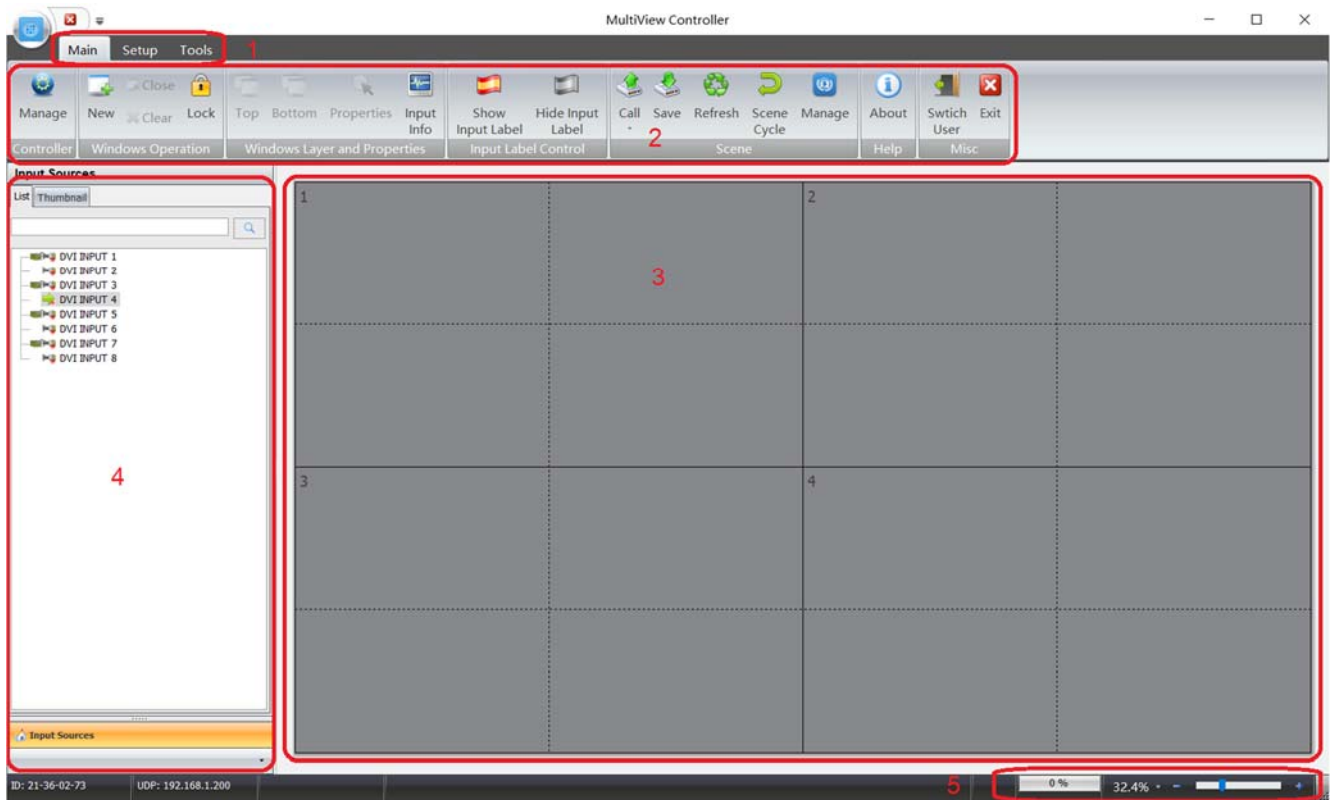 MultiView Controller
Main Setup Tools 1
Manage New Close Clear Lock Top Bottom Properties Input Info Show Input Label Hide Input Label Call Save Refresh Scene Cycle Manage About Swtich User Exit
2
Controller Windows Operation Windows Layer and Properties Input Label Control Scene Help Misc
Input Sources
List Thumbnail
DVI INPUT 1
DVI INPUT 2
DVI INPUT 3
DVI INPUT 4
DVI INPUT 5
DVI INPUT 6
DVI INPUT 7
DVI INPUT 8
4
Input Sources
1 2
3
3 4
ID: 21-36-02-73 UDP: 192.168.1.200 5 0 % 32.4%